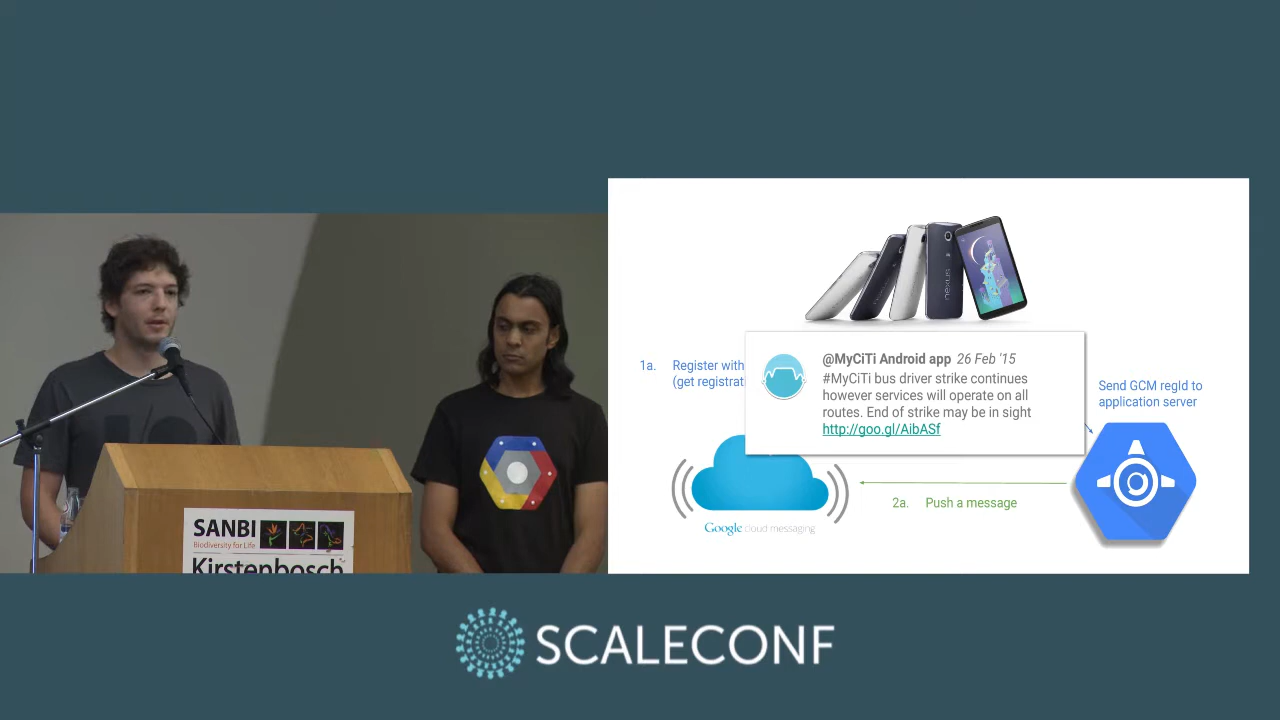 SANBI
Biodiversity for Life
Kirstenbosch
nexus
1a. Register with
(get registrati
@MyCiTi Android app 26 Feb '15
#MyCiTi bus driver strike continues
however services will operate on all
routes. End of strike may be in sight
http://goo.gl/AibASf
Send GCM regId to
application server
2a. Push a message
Google cloud messaging
SCALECONF